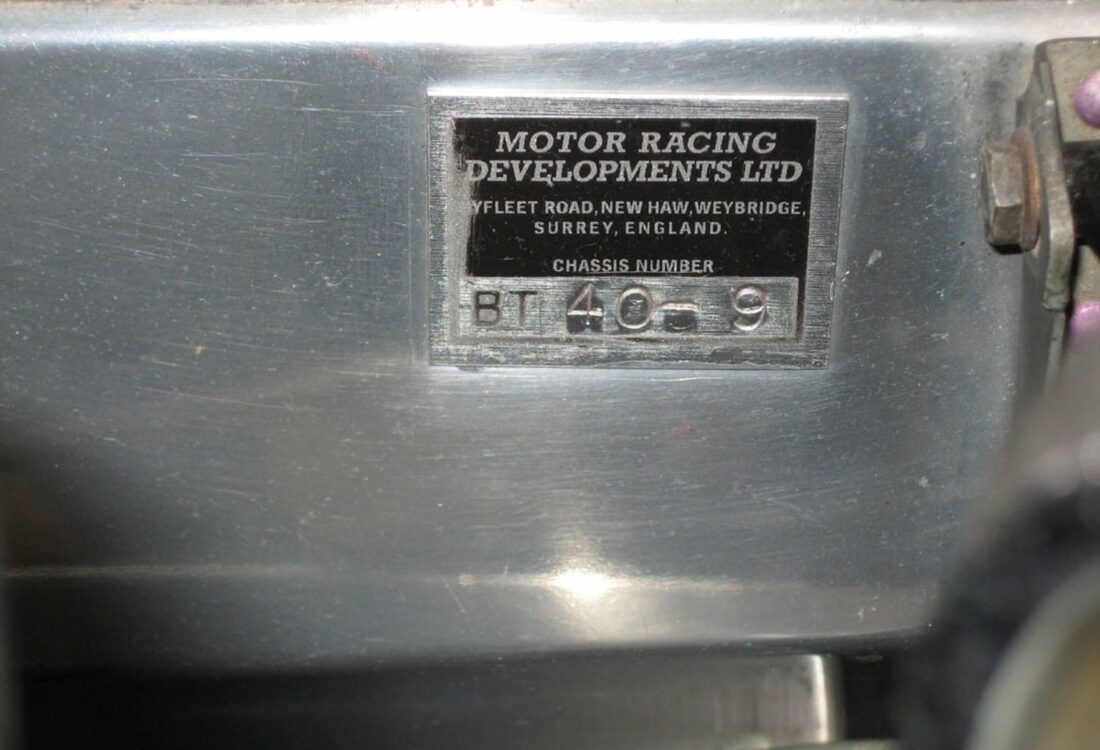 MOTOR RACING
DEVELOPMENTS LTD
YFLEET ROAD, NEW HAW, WEYBRIDGE,
SURREY, ENGLAND.
CHASSIS NUMBER
BT 40-9